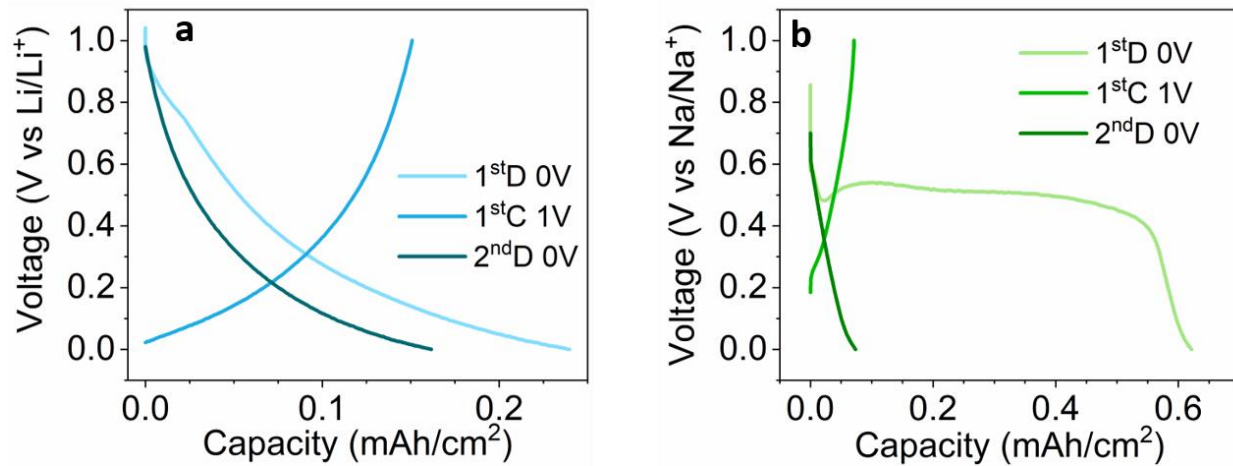 a
Voltage (V vs Li/Li⁺)
1.0
0.8
0.6
0.4
0.2
0.0
1ˢᵗD 0V
1ˢᵗC 1V
2ⁿᵈD 0V
0.0 0.1 0.2
Capacity (mAh/cm²)
b
Voltage (V vs Na/Na⁺)
1.0
0.8
0.6
0.4
0.2
0.0
1ˢᵗD 0V
1ˢᵗC 1V
2ⁿᵈD 0V
0.0 0.2 0.4 0.6
Capacity (mAh/cm²)